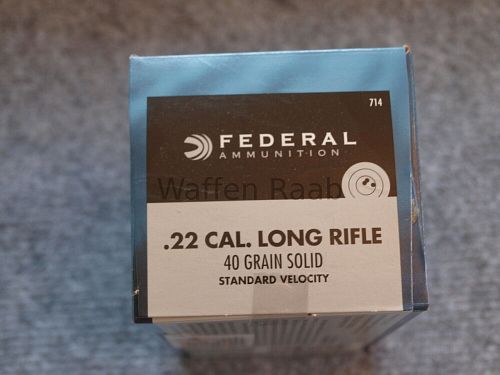 714
FEDERAL
AMMUNITION
Waffen Raab
.22 CAL. LONG RIFLE
40 GRAIN SOLID
STANDARD VELOCITY